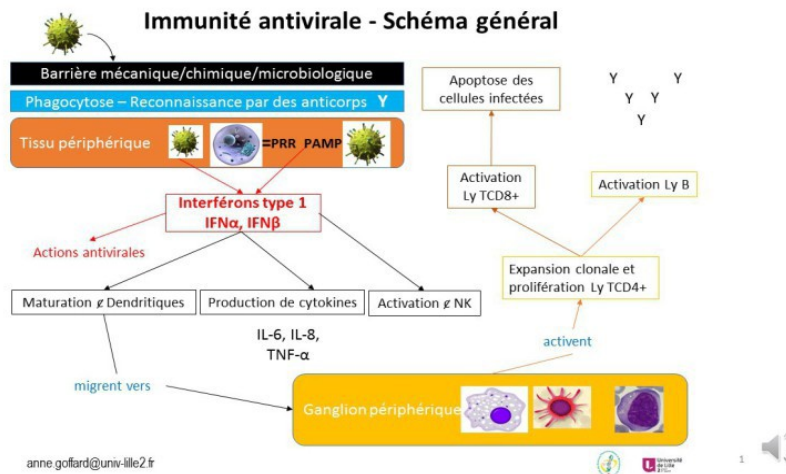 Immunité antivirale - Schéma général
Barrière mécanique/chimique/microbiologique
Phagocytose – Reconnaissance par des anticorps Y
Tissu périphérique
=PRR PAMP
Interférons type 1
IFNα, IFNβ
Actions antivirales
Maturation ȼ Dendritiques
Production de cytokines
Activation ȼ NK
IL-6, IL-8,
TNF-α
migrent vers
Ganglion périphérique
activent
Expansion clonale et
prolifération Ly TCD4+
Activation
Ly TCD8+
Activation Ly B
Apoptose des
cellules infectées
Y Y
Y Y
Y
anne.goffard@univ-lille2.fr
Université
de Lille
1